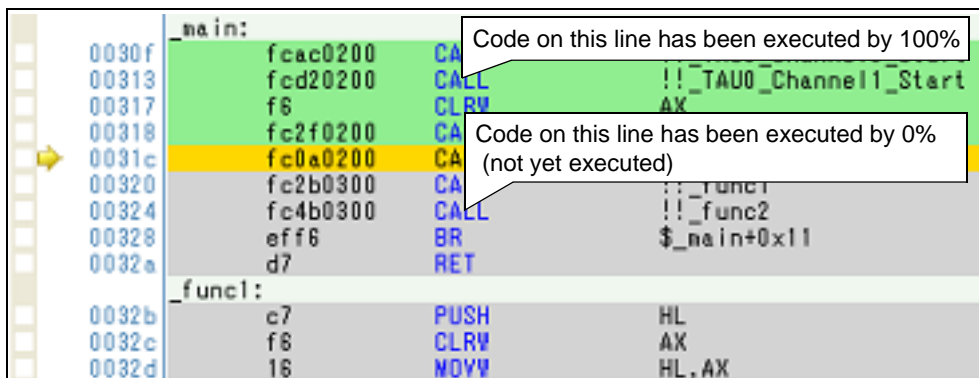 _main:
0030f fcac0200 CA
Code on this line has been executed by 100%
00313 fcd20200 CALL !!_TAU0_Channel1_Start
00317 f6 CLRW AX
00318 fc2f0200 CA
Code on this line has been executed by 0%
(not yet executed)
0031c fc0a0200 CA
00320 fc2b0300 CA !!_func1
00324 fc4b0300 CALL !!_func2
00328 eff6 BR $_main+0x11
0032a d7 RET
_func1:
0032b c7 PUSH HL
0032c f6 CLRW AX
0032d 16 MOVW HL,AX